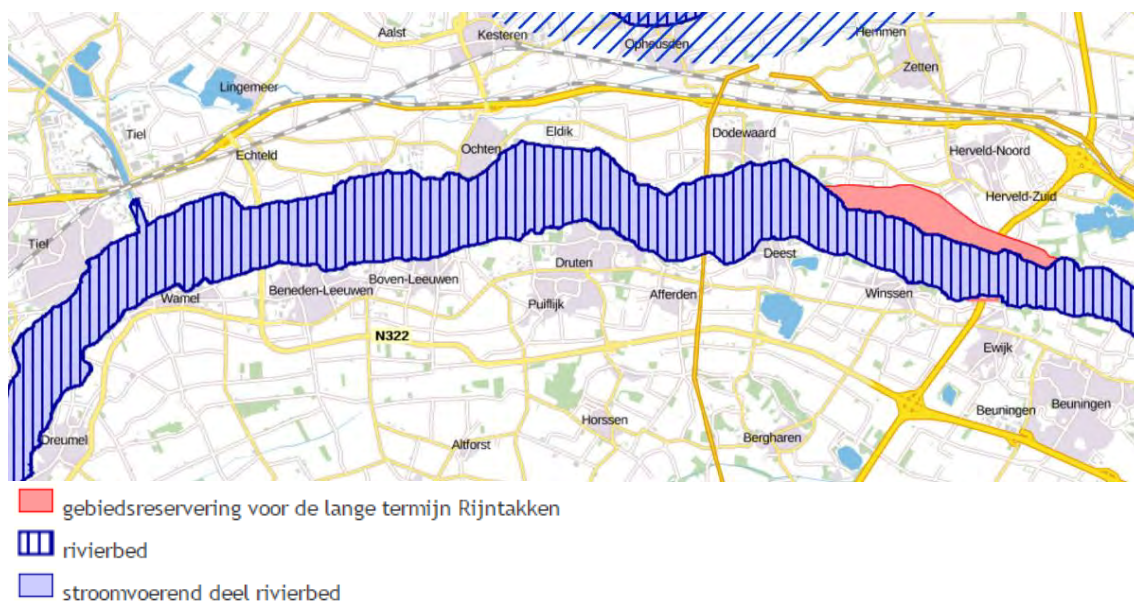 Aalst
Kesteren
Opheusden
Hemmen
Zetten
Lingemeer
Tiel
Echteld
Ochten
Eldik
Dodewaard
Herveld-Noord
Herveld-Zuid
Tiel
Wamel
Beneden-Leeuwen
Boven-Leeuwen
Druten
Deest
Puiflijk
Afferden
Winssen
N322
Ewijk
Beuningen
Beuningen
Dreumel
Altforst
Horssen
Bergharen
gebiedsreservering voor de lange termijn Rijntakken
rivierbed
stroomvoerend deel rivierbed